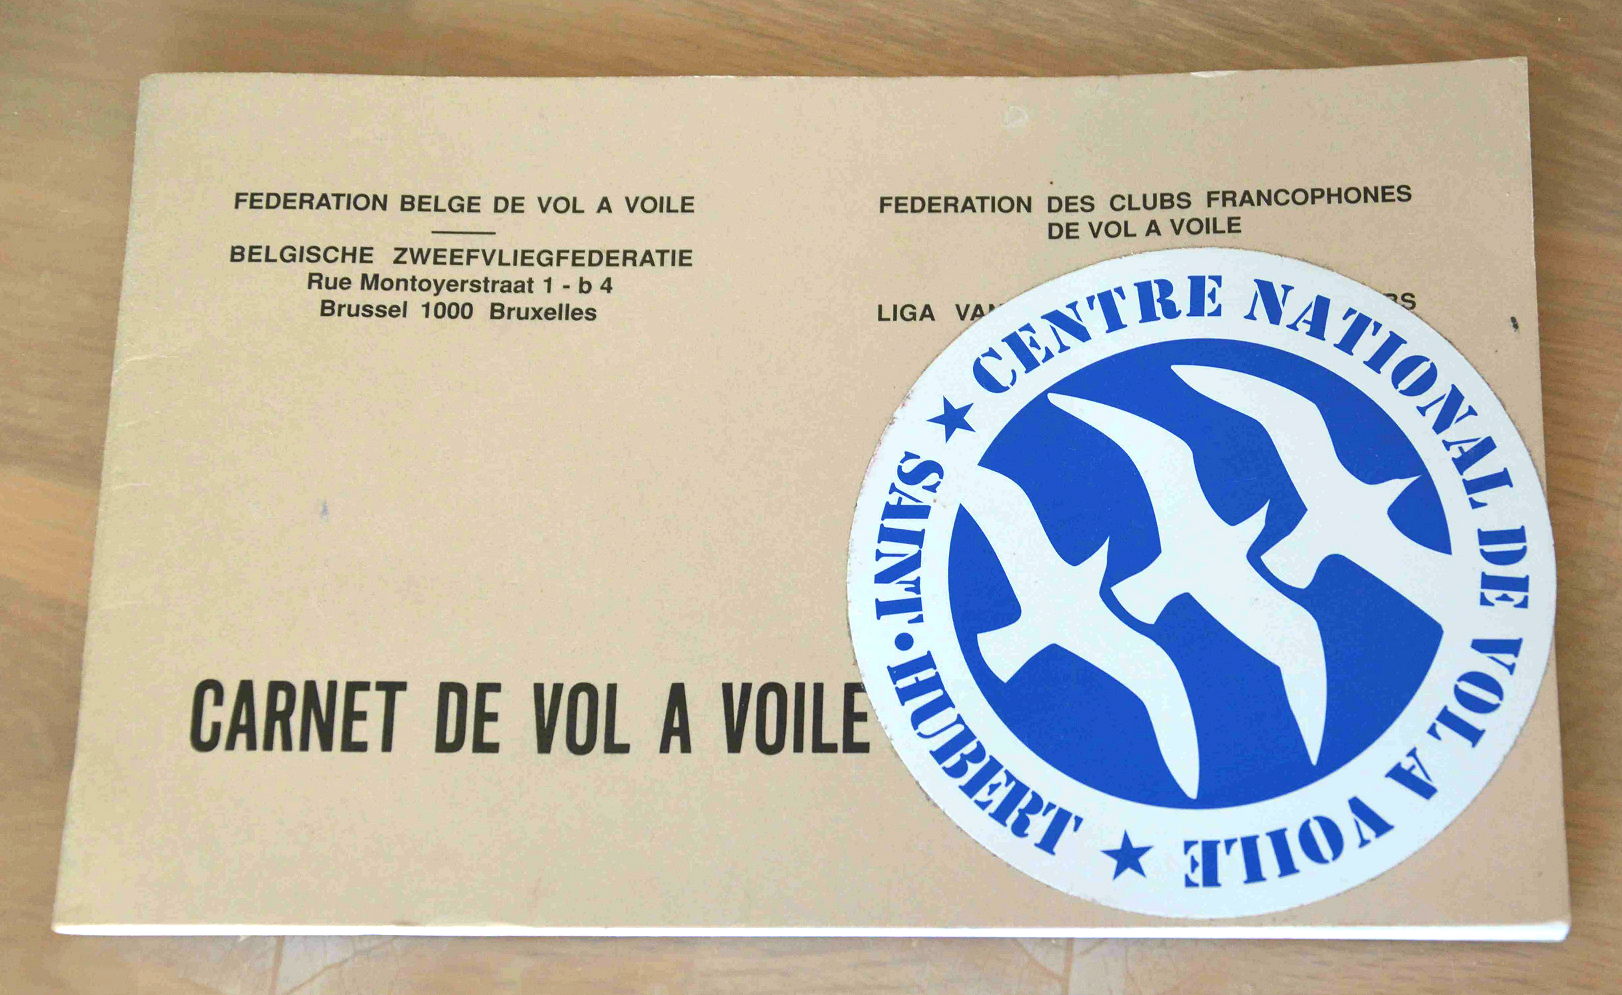 FEDERATION BELGE DE VOL A VOILE
BELGISCHE ZWEEFVLIEGFEDERATIE
Rue Montoyerstraat 1 - b 4
Brussel 1000 Bruxelles
FEDERATION DES CLUBS FRANCOPHONES
DE VOL A VOILE
LIGA
CARNET DE VOL A VOILE
CENTRE NATIONAL DE VOL A VOILE
SAINT • HUBERT